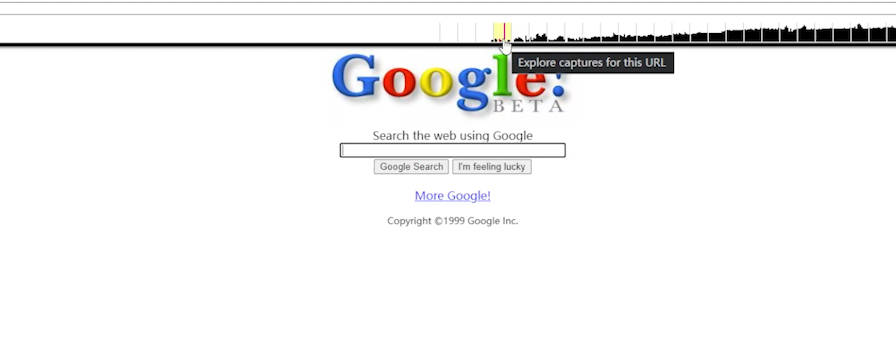 Explore captures for this URL
Google!
BETA
Search the web using Google
Google Search I'm feeling lucky
More Google!
Copyright ©1999 Google Inc.